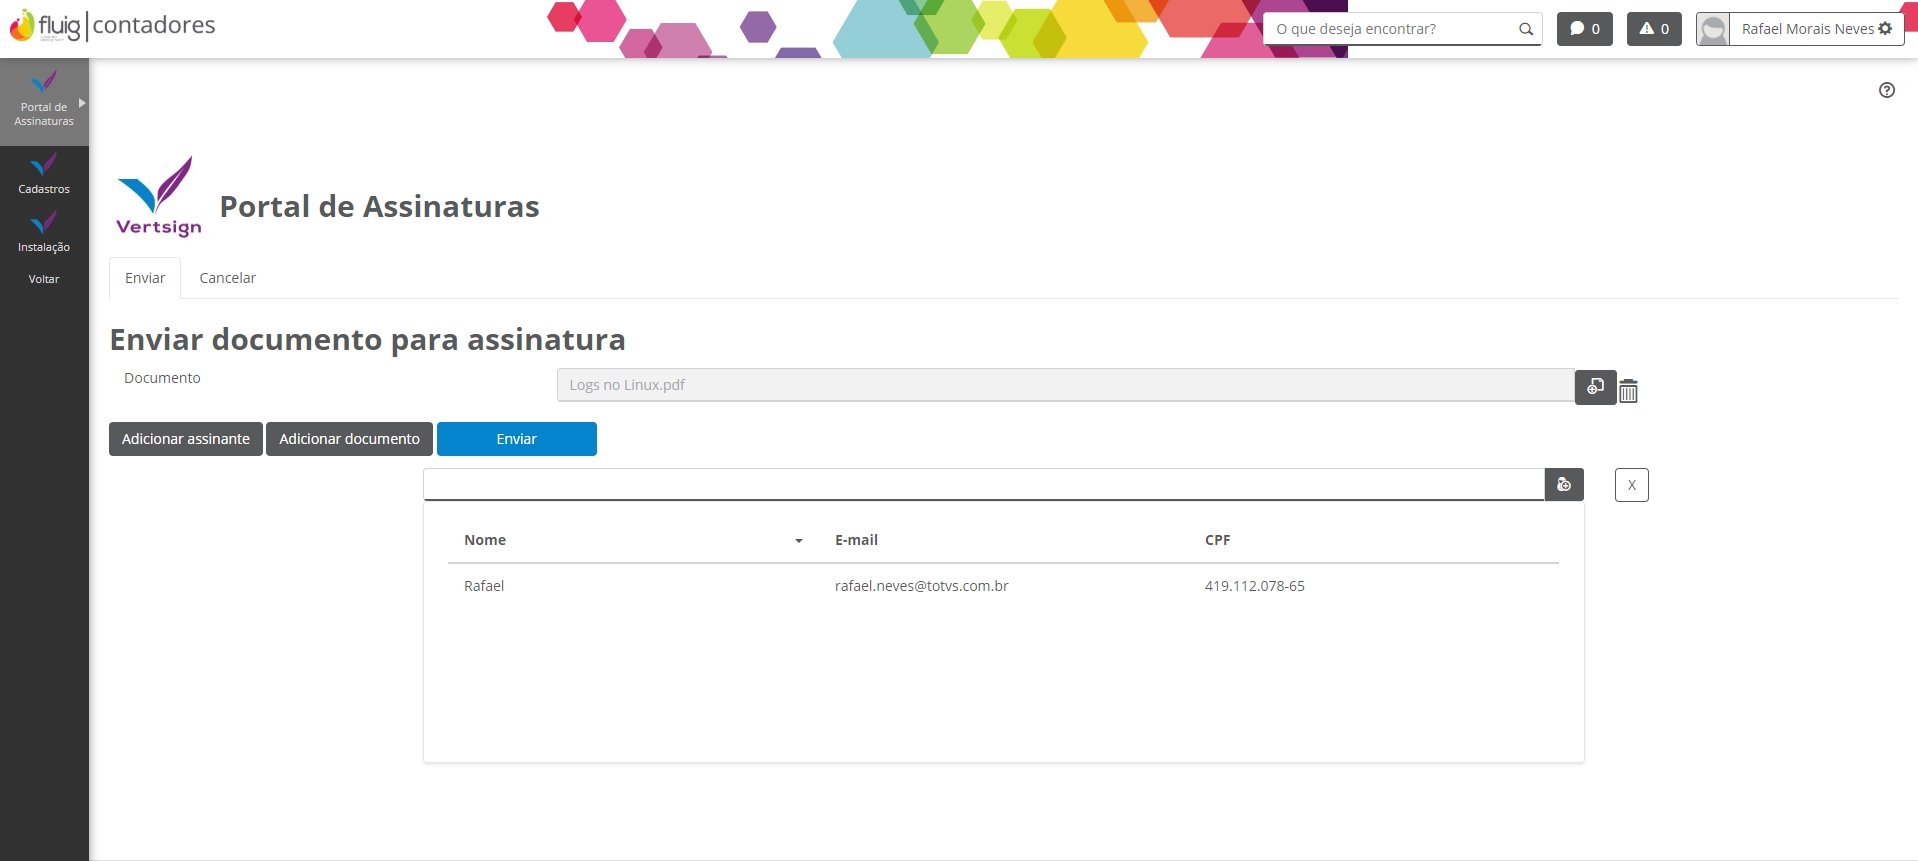 fluig contadores
O que deseja encontrar?
0
0
Rafael Morais Neves
Portal de
Assinaturas
Cadastros
Instalação
Voltar
Vertsign
Portal de Assinaturas
Enviar
Cancelar
Enviar documento para assinatura
Documento
Logs no Linux.pdf
Adicionar assinante
Adicionar documento
Enviar
X
Nome
E-mail
CPF
Rafael
rafael.neves@totvs.com.br
419.112.078-65